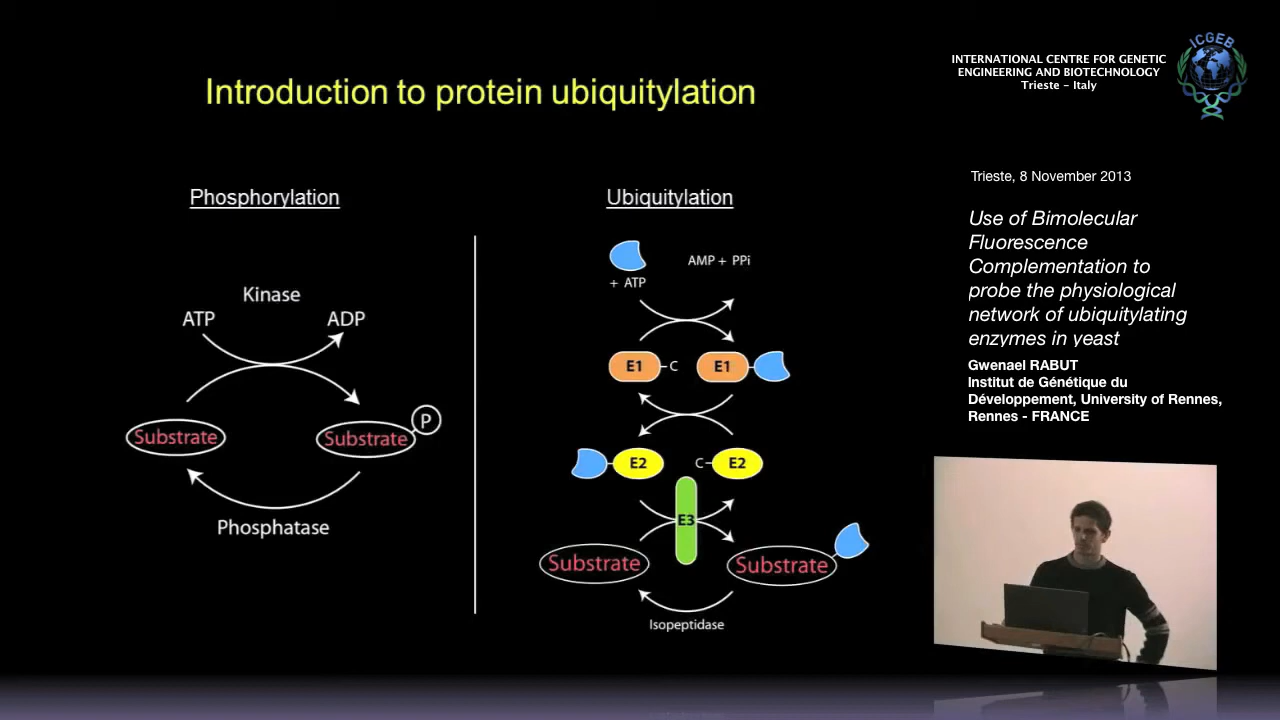 Introduction to protein ubiquitylation
Phosphorylation
Kinase
ATP
ADP
Substrate
Substrate
P
Phosphatase
Ubiquitylation
+ ATP
AMP + PPi
E1
C
E1
E2
C
E2
E3
Substrate
Substrate
Isopeptidase
INTERNATIONAL CENTRE FOR GENETIC
ENGINEERING AND BIOTECHNOLOGY
Trieste - Italy
ICGEB
Trieste, 8 November 2013
Use of Bimolecular
Fluorescence
Complementation to
probe the physiological
network of ubiquitylating
enzymes in yeast
Gwenael RABUT
Institut de Génétique du
Développement, University of Rennes,
Rennes - FRANCE